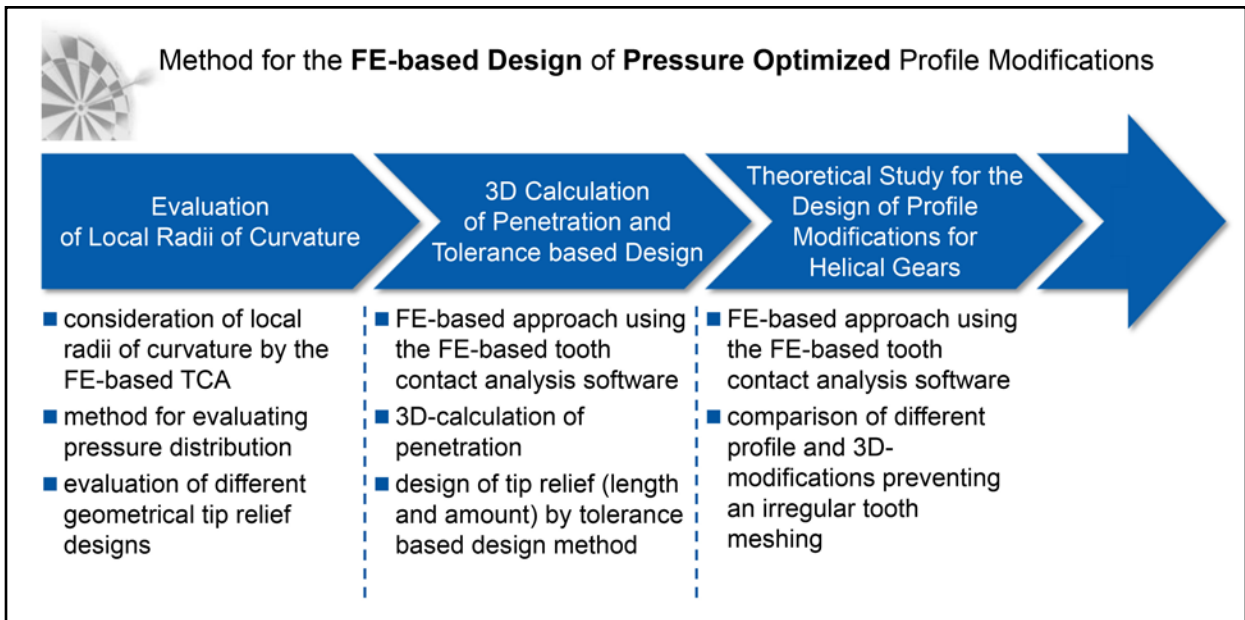 Method for the FE-based Design of Pressure Optimized Profile Modifications
Evaluation
of Local Radii of Curvature
3D Calculation
of Penetration and
Tolerance based Design
Theoretical Study for the
Design of Profile
Modifications for
Helical Gears
■ consideration of local
radii of curvature by the
FE-based TCA
■ method for evaluating
pressure distribution
■ evaluation of different
geometrical tip relief
designs
■ FE-based approach using
the FE-based tooth
contact analysis software
■ 3D-calculation of
penetration
■ design of tip relief (length
and amount) by tolerance
based design method
■ FE-based approach using
the FE-based tooth
contact analysis software
■ comparison of different
profile and 3D-
modifications preventing
an irregular tooth
meshing